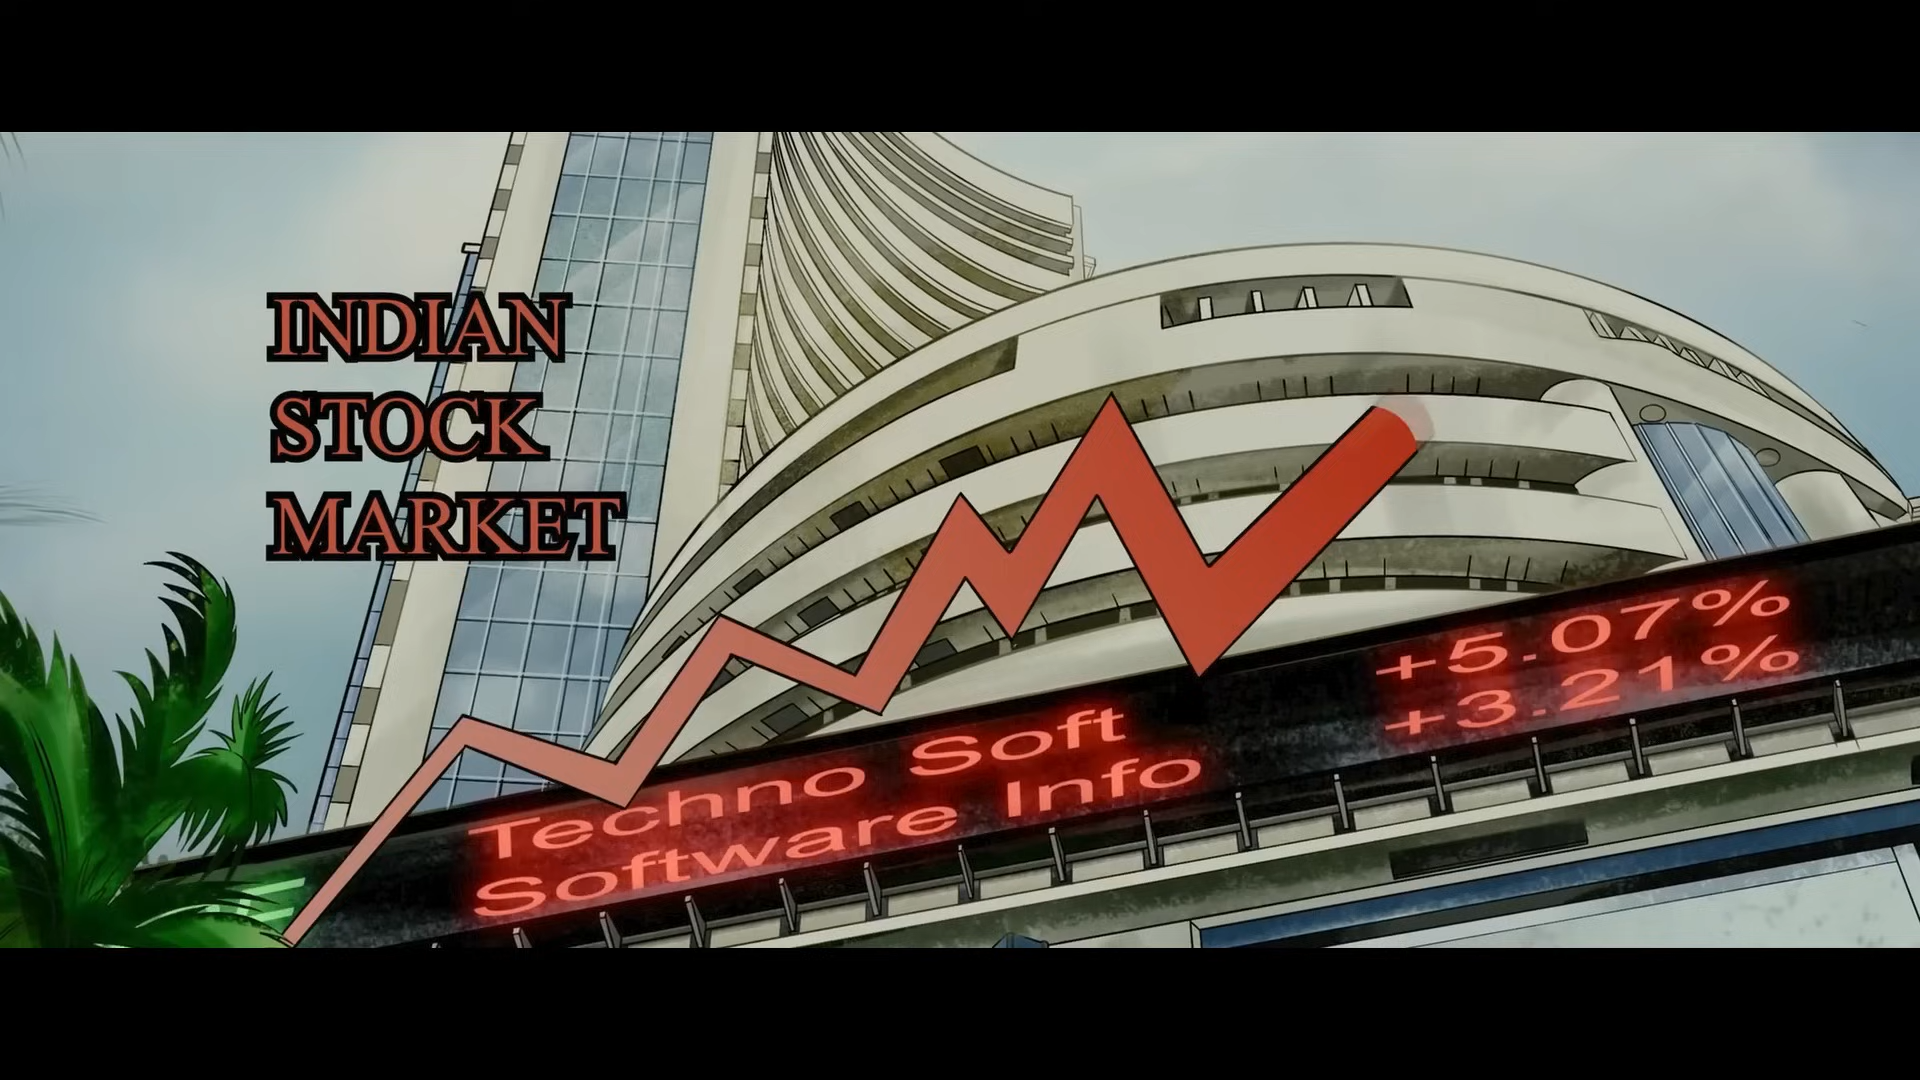 INDIAN
STOCK
MARKET
Techno Soft +5.07%
Software Info +3.21%